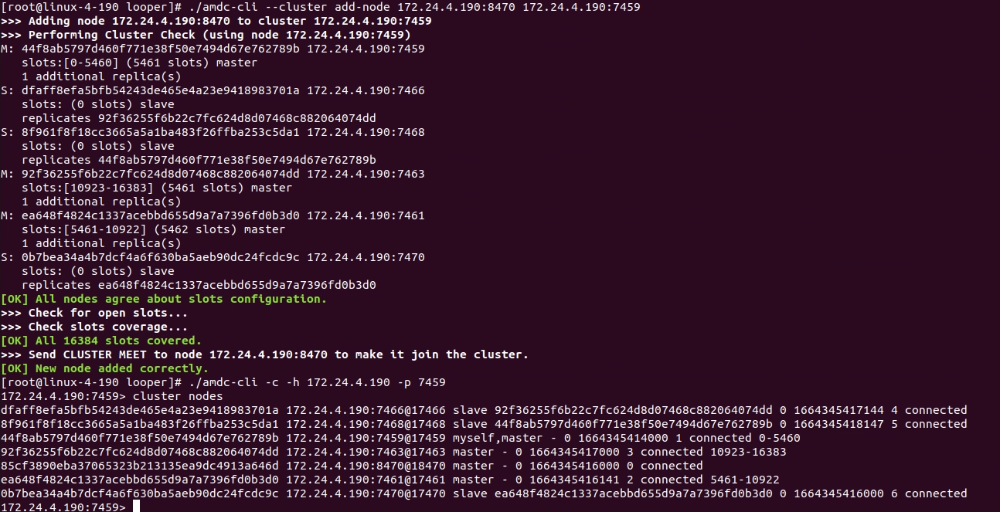 [root@linux-4-190 looper]# ./amdc-cli --cluster add-node 172.24.4.190:8470 172.24.4.190:7459
>>> Adding node 172.24.4.190:8470 to cluster 172.24.4.190:7459
>>> Performing Cluster Check (using node 172.24.4.190:7459)
M: 44f8ab5797d460f771e38f50e7494d67e762789b 172.24.4.190:7459
   slots:[0-5460] (5461 slots) master
   1 additional replica(s)
S: dfaff8efa5bfb54243de465e4a23e9418983701a 172.24.4.190:7466
   slots: (0 slots) slave
   replicates 92f36255f6b22c7fc624d8d07468c882064074dd
S: 8f961f8f18cc3665a5a1ba483f26ffba253c5da1 172.24.4.190:7468
   slots: (0 slots) slave
   replicates 44f8ab5797d460f771e38f50e7494d67e762789b
M: 92f36255f6b22c7fc624d8d07468c882064074dd 172.24.4.190:7463
   slots:[10923-16383] (5461 slots) master
   1 additional replica(s)
M: ea648f4824c1337acebbd655d9a7a7396fd0b3d0 172.24.4.190:7461
   slots:[5461-10922] (5462 slots) master
   1 additional replica(s)
S: 0b7bea34a4b7dcf4a6f630ba5aeb90dc24fcdc9c 172.24.4.190:7470
   slots: (0 slots) slave
   replicates ea648f4824c1337acebbd655d9a7a7396fd0b3d0
[OK] All nodes agree about slots configuration.
>>> Check for open slots...
>>> Check slots coverage...
[OK] All 16384 slots covered.
>>> Send CLUSTER MEET to node 172.24.4.190:8470 to make it join the cluster.
[OK] New node added correctly.
[root@linux-4-190 looper]# ./amdc-cli -c -h 172.24.4.190 -p 7459
172.24.4.190:7459> cluster nodes
dfaff8efa5bfb54243de465e4a23e9418983701a 172.24.4.190:7466@17466 slave 92f36255f6b22c7fc624d8d07468c882064074dd 0 1664345417144 4 connected
8f961f8f18cc3665a5a1ba483f26ffba253c5da1 172.24.4.190:7468@17468 slave 44f8ab5797d460f771e38f50e7494d67e762789b 0 1664345418147 5 connected
44f8ab5797d460f771e38f50e7494d67e762789b 172.24.4.190:7459@17459 myself,master - 0 1664345414000 1 connected 0-5460
92f36255f6b22c7fc624d8d07468c882064074dd 172.24.4.190:7463@17463 master - 0 1664345417000 3 connected 10923-16383
85cf3890eba37065323b213135ea9dc4913a646d 172.24.4.190:8470@18470 master - 0 1664345416000 0 connected
ea648f4824c1337acebbd655d9a7a7396fd0b3d0 172.24.4.190:7461@17461 master - 0 1664345416141 2 connected 5461-10922
0b7bea34a4b7dcf4a6f630ba5aeb90dc24fcdc9c 172.24.4.190:7470@17470 slave ea648f4824c1337acebbd655d9a7a7396fd0b3d0 0 1664345416000 6 connected
172.24.4.190:7459>